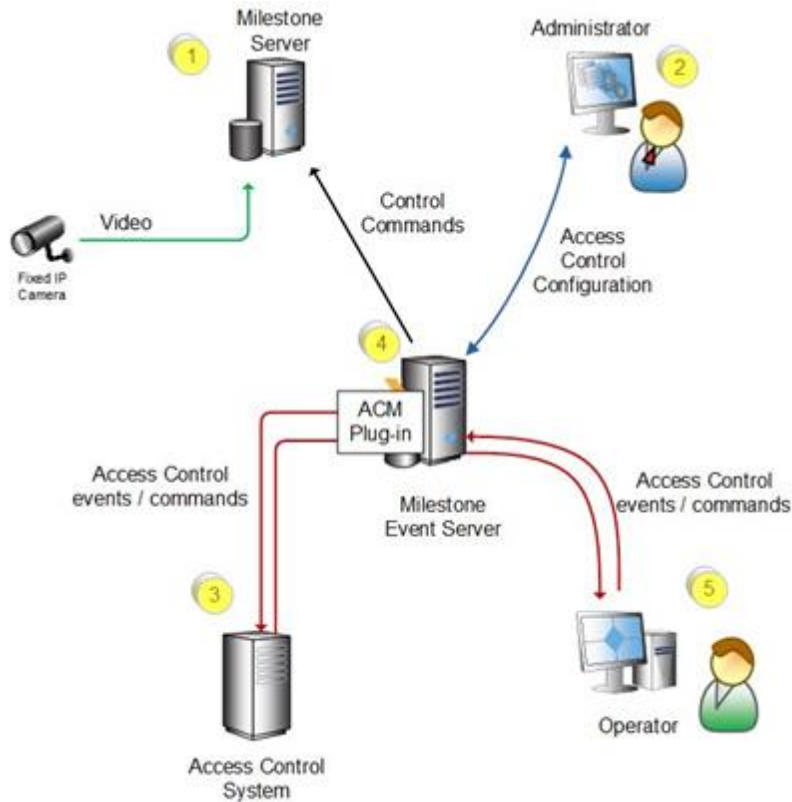 Milestone
Server
1
Administrator
2
Video
Fixed IP
Camera
Control
Commands
Access
Control
Configuration
4
ACM
Plug-in
Access Control
events / commands
Milestone
Event Server
Access Control
events / commands
3
5
Operator
Access Control
System